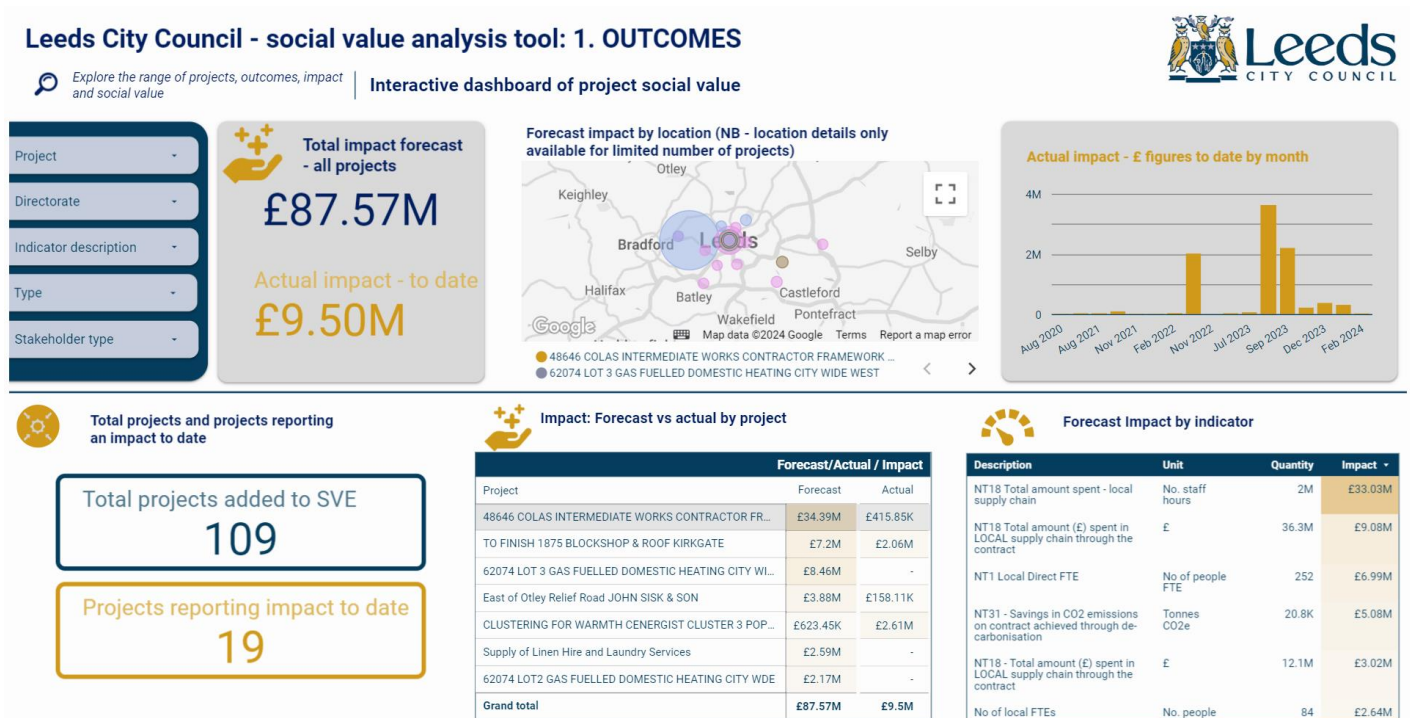 Leeds City Council - social value analysis tool: 1. OUTCOMES
Leeds
CITY COUNCIL
Explore the range of projects, outcomes, impact
and social value
Interactive dashboard of project social value
Project
Directorate
Indicator description
Type
Stakeholder type
Total impact forecast
- all projects
£87.57M
Actual impact - to date
£9.50M
Forecast impact by location (NB - location details only
available for limited number of projects)
Otley
Keighley
Bradford
Leeds
Selby
Halifax
Batley
Castleford
Wakefield
Pontefract
Google
Map data ©2024 Google Terms Report a map error
48646 COLAS INTERMEDIATE WORKS CONTRACTOR FRAMEWORK ...
62074 LOT 3 GAS FUELLED DOMESTIC HEATING CITY WIDE WEST
Actual impact - £ figures to date by month
4M
2M
0
Aug 2020
Aug 2021
Nov 2021
Feb 2022
Nov 2022
Jul 2023
Sep 2023
Dec 2023
Feb 2024
Total projects and projects reporting
an impact to date
Total projects added to SVE
109
Projects reporting impact to date
19
Impact: Forecast vs actual by project
Forecast/Actual / Impact
Project Forecast Actual
48646 COLAS INTERMEDIATE WORKS CONTRACTOR FR... £34.39M £415.85K
TO FINISH 1875 BLOCKSHOP & ROOF KIRKGATE £7.2M £2.06M
62074 LOT 3 GAS FUELLED DOMESTIC HEATING CITY WI... £8.46M -
East of Otley Relief Road JOHN SISK & SON £3.88M £158.11K
CLUSTERING FOR WARMTH CENERGIST CLUSTER 3 POP... £623.45K £2.61M
Supply of Linen Hire and Laundry Services £2.59M -
62074 LOT2 GAS FUELLED DOMESTIC HEATING CITY WDE £2.17M -
Grand total £87.57M £9.5M
Forecast Impact by indicator
Description Unit Quantity Impact
NT18 Total amount spent - local No. staff 2M £33.03M
supply chain hours
NT18 Total amount (£) spent in £ 36.3M £9.08M
LOCAL supply chain through the
contract
NT1 Local Direct FTE No of people 252 £6.99M
FTE
NT31 - Savings in CO2 emissions Tonnes 20.8K £5.08M
on contract achieved through de- CO2e
carbonisation
NT18 - Total amount (£) spent in £ 12.1M £3.02M
LOCAL supply chain through the
contract
No of local FTEs No. people 84 £2.64M